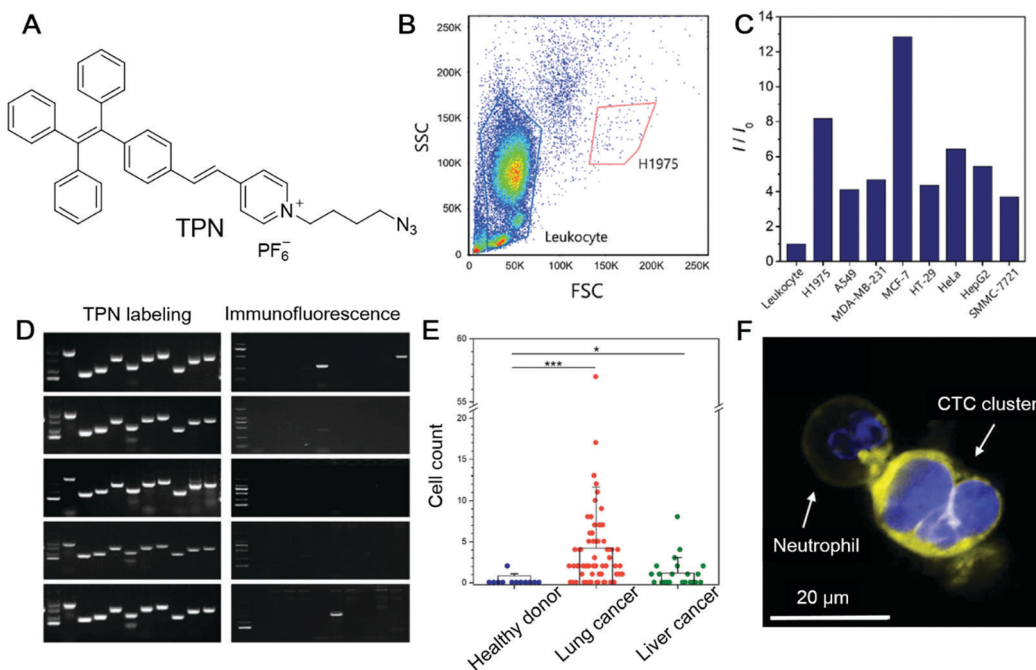 A
TPN
N+
N3
PF6−
B
250K
200K
150K
100K
50K
0
SSC
0
50K
100K
150K
200K
250K
FSC
H1975
Leukocyte
C
14
12
10
8
6
4
2
0
I / I0
Leukocyte
H1975
A549
MDA-MB-231
MCF-7
HT-29
HeLa
HepG2
SMMC-7721
D
TPN labeling
Immunofluorescence
E
60
55
20
15
10
5
0
Cell count
*
***
Healthy donor
Lung cancer
Liver cancer
F
CTC cluster
Neutrophil
20 μm